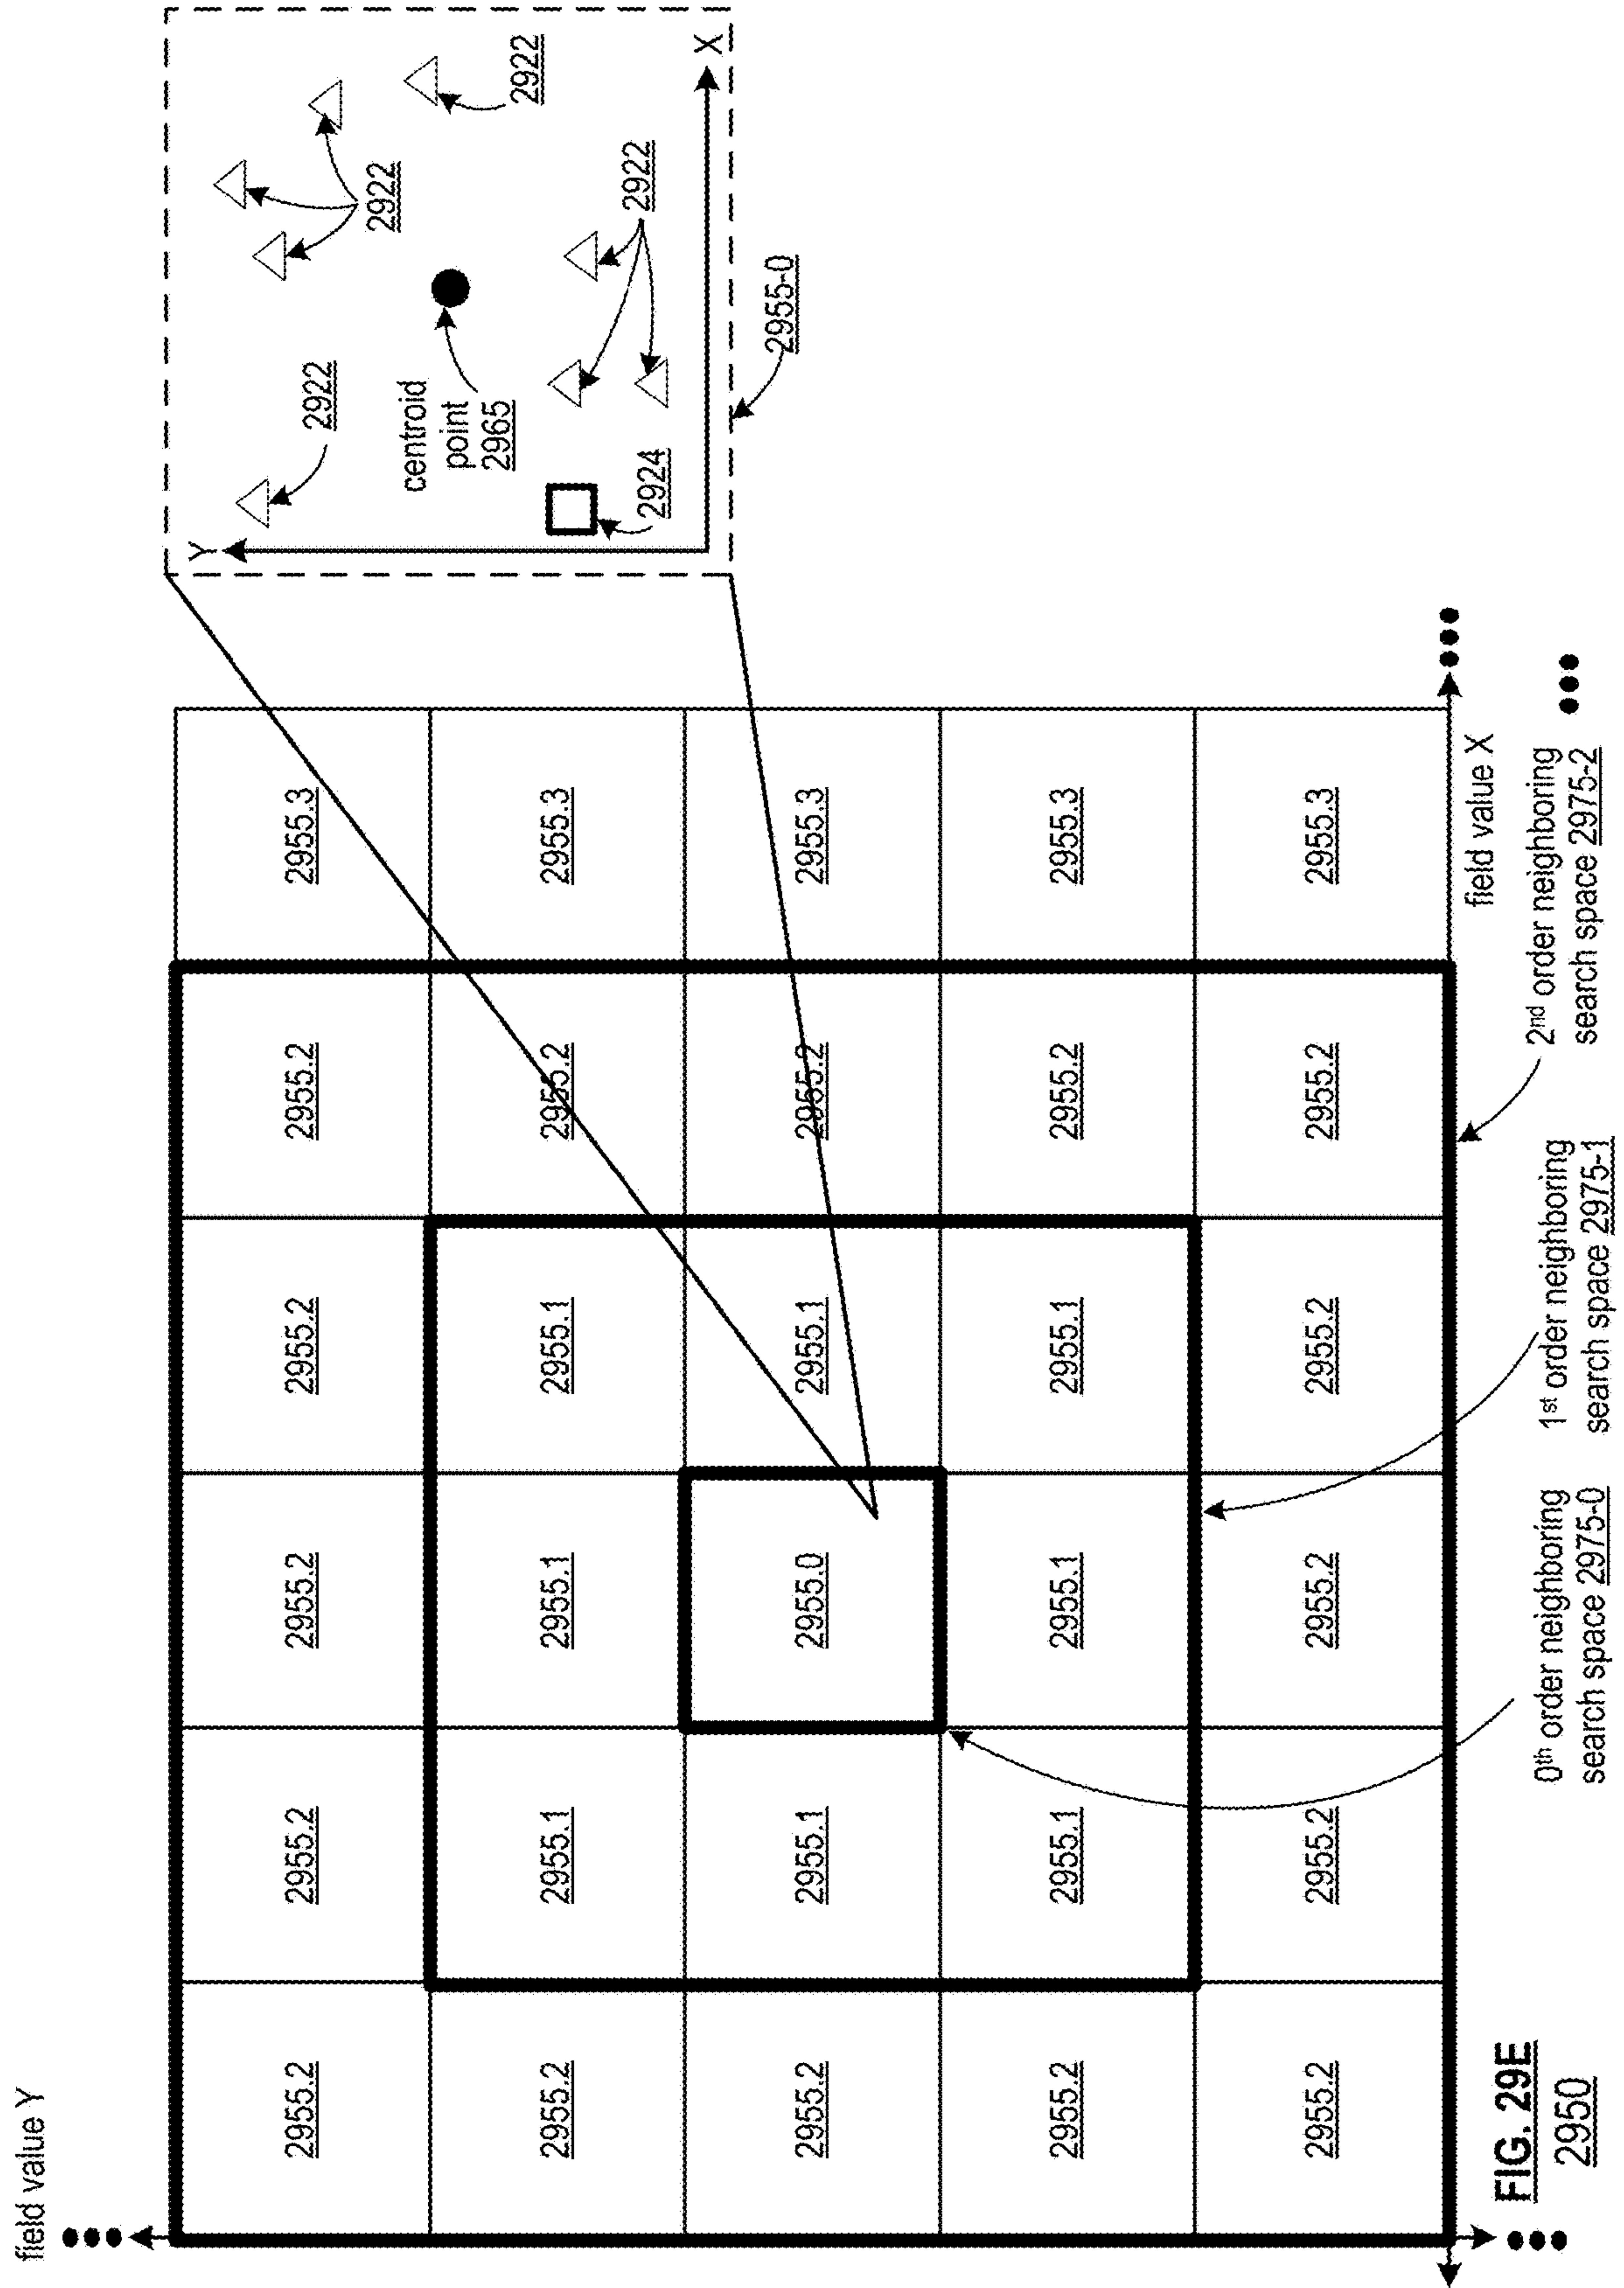 field value Y
2955.2 2955.2 2955.2 2955.2 2955.2 2955.3
2955.2 2955.1 2955.1 2955.1 2955.2 2955.3
2955.2 2955.1 2955.0 2955.1 2955.2 2955.3
2955.2 2955.1 2955.1 2955.1 2955.2 2955.3
2955.2 2955.2 2955.2 2955.2 2955.2 2955.3
field value X
Y
2922
2922
2922
centroid
point
2965
2922
2924
X
2955-0
0th order neighboring
search space 2975-0
1st order neighboring
search space 2975-1
2nd order neighboring
search space 2975-2
FIG. 29E
2950